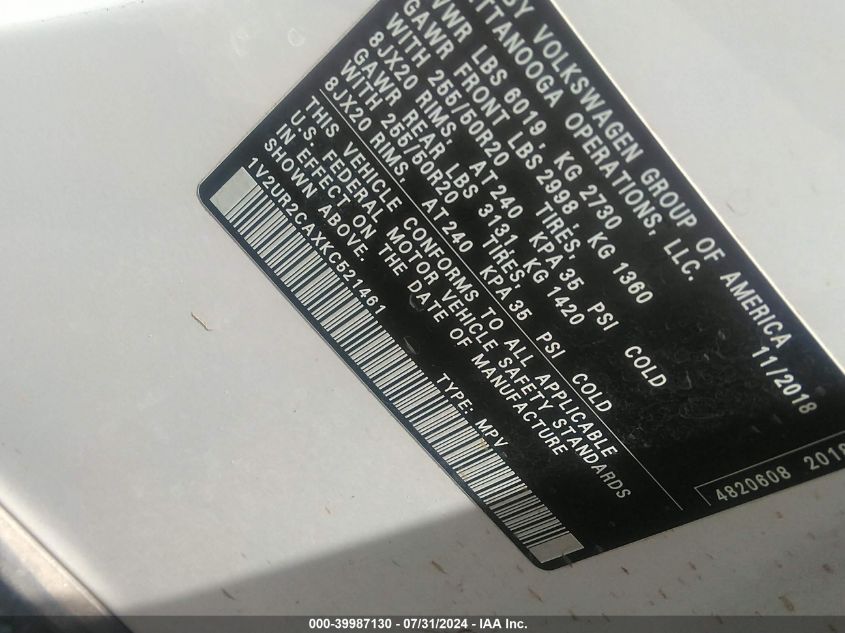 BY VOLKSWAGEN GROUP OF AMERICA
ATTANOOGA OPERATIONS, LLC. 11/2018
VWR LBS 6019, KG 2730
GAWR FRONT LBS 2998, KG 1360
8JX20 RIMS, AT 240 KPA 35 PSI COLD
WITH 255/50R20 TIRES,
GAWR REAR LBS 3131, KG 1420
8JX20 RIMS, AT 240 KPA 35 PSI COLD
WITH 255/50R20 TIRES,
THIS VEHICLE CONFORMS TO ALL APPLICABLE
U.S. FEDERAL MOTOR VEHICLE SAFETY STANDARDS
IN EFFECT ON THE DATE OF MANUFACTURE
SHOWN ABOVE.
1V2UR2CAXKC521461 TYPE: MPV
4820608 2018
000-39987130 - 07/31/2024 - IAA Inc.